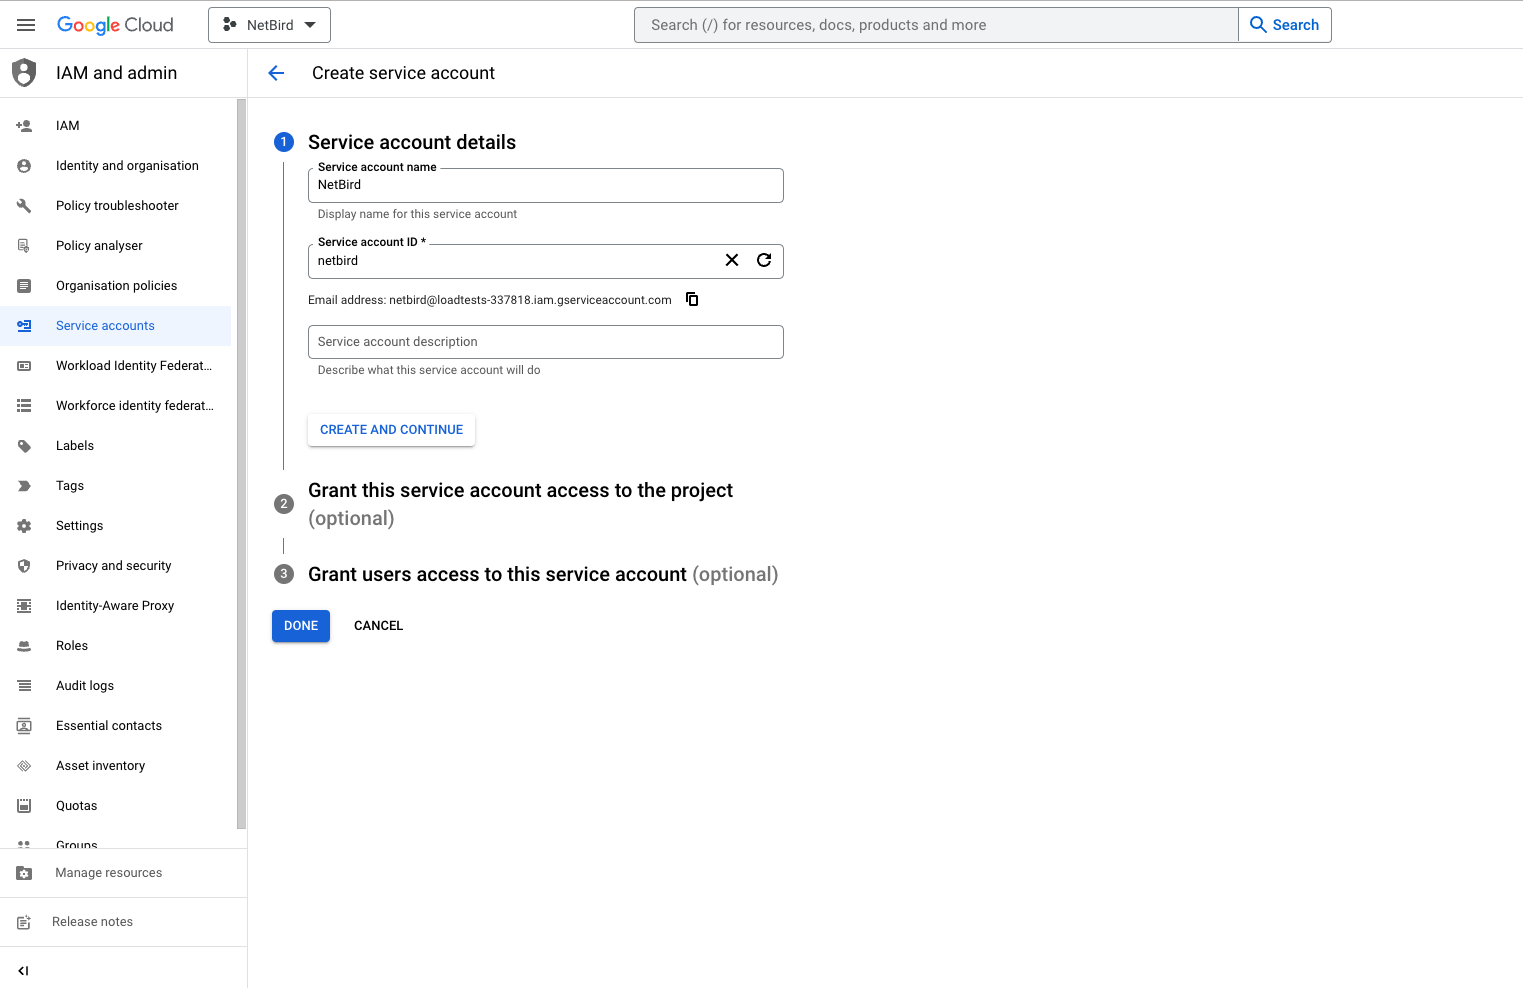 Google Cloud
NetBird
Search (/) for resources, docs, products and more
Search
IAM and admin
Create service account
IAM
Identity and organisation
Policy troubleshooter
Policy analyser
Organisation policies
Service accounts
Workload Identity Federat...
Workforce identity federat...
Labels
Tags
Settings
Privacy and security
Identity-Aware Proxy
Roles
Audit logs
Essential contacts
Asset inventory
Quotas
Groups
Manage resources
Release notes
1
Service account details
Service account name
NetBird
Display name for this service account
Service account ID *
netbird
Email address: netbird@loadtests-337818.iam.gserviceaccount.com
Service account description
Describe what this service account will do
CREATE AND CONTINUE
2
Grant this service account access to the project
(optional)
3
Grant users access to this service account (optional)
DONE
CANCEL